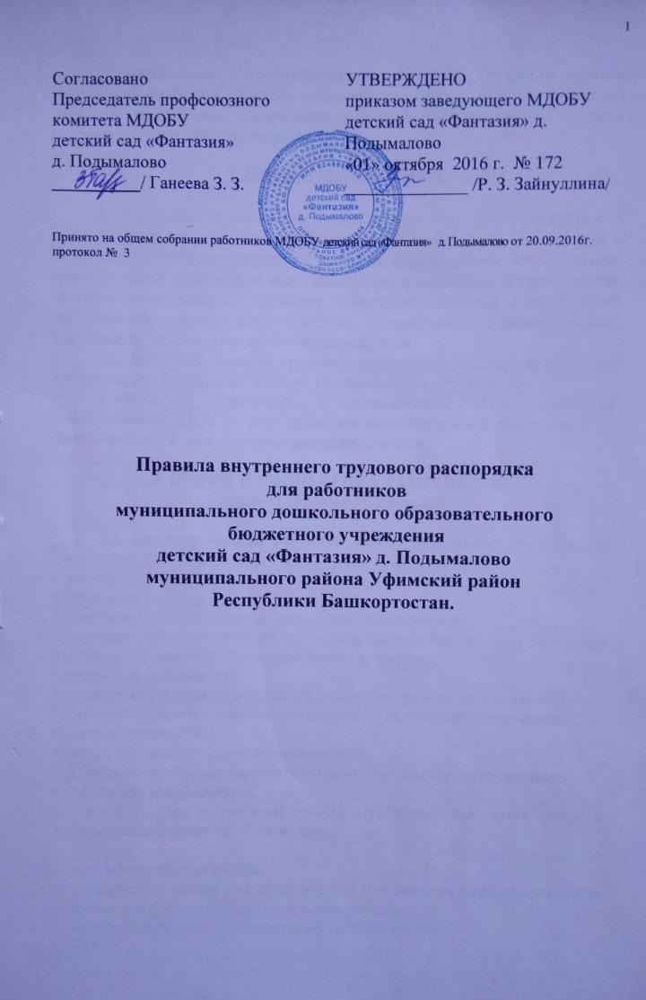 1
Согласовано
Председатель профсоюзного
комитета МДОБУ
детский сад «Фантазия»
д. Подымалово
/ Ганеева З. З.
УТВЕРЖДЕНО
приказом заведующего МДОБУ
детский сад «Фантазия» д.
Подымалово
«01» октября 2016 г. № 172
/Р. З. Зайнуллина/
МДОБУ
детский сад
«Фантазия»
д. Подымалово
Принято на общем собрании работников МДОБУ детский сад «Фантазия» д. Подымалово от 20.09.2016г.
протокол № 3
Правила внутреннего трудового распорядка
для работников
муниципального дошкольного образовательного
бюджетного учреждения
детский сад «Фантазия» д. Подымалово
муниципального района Уфимский район
Республики Башкортостан.